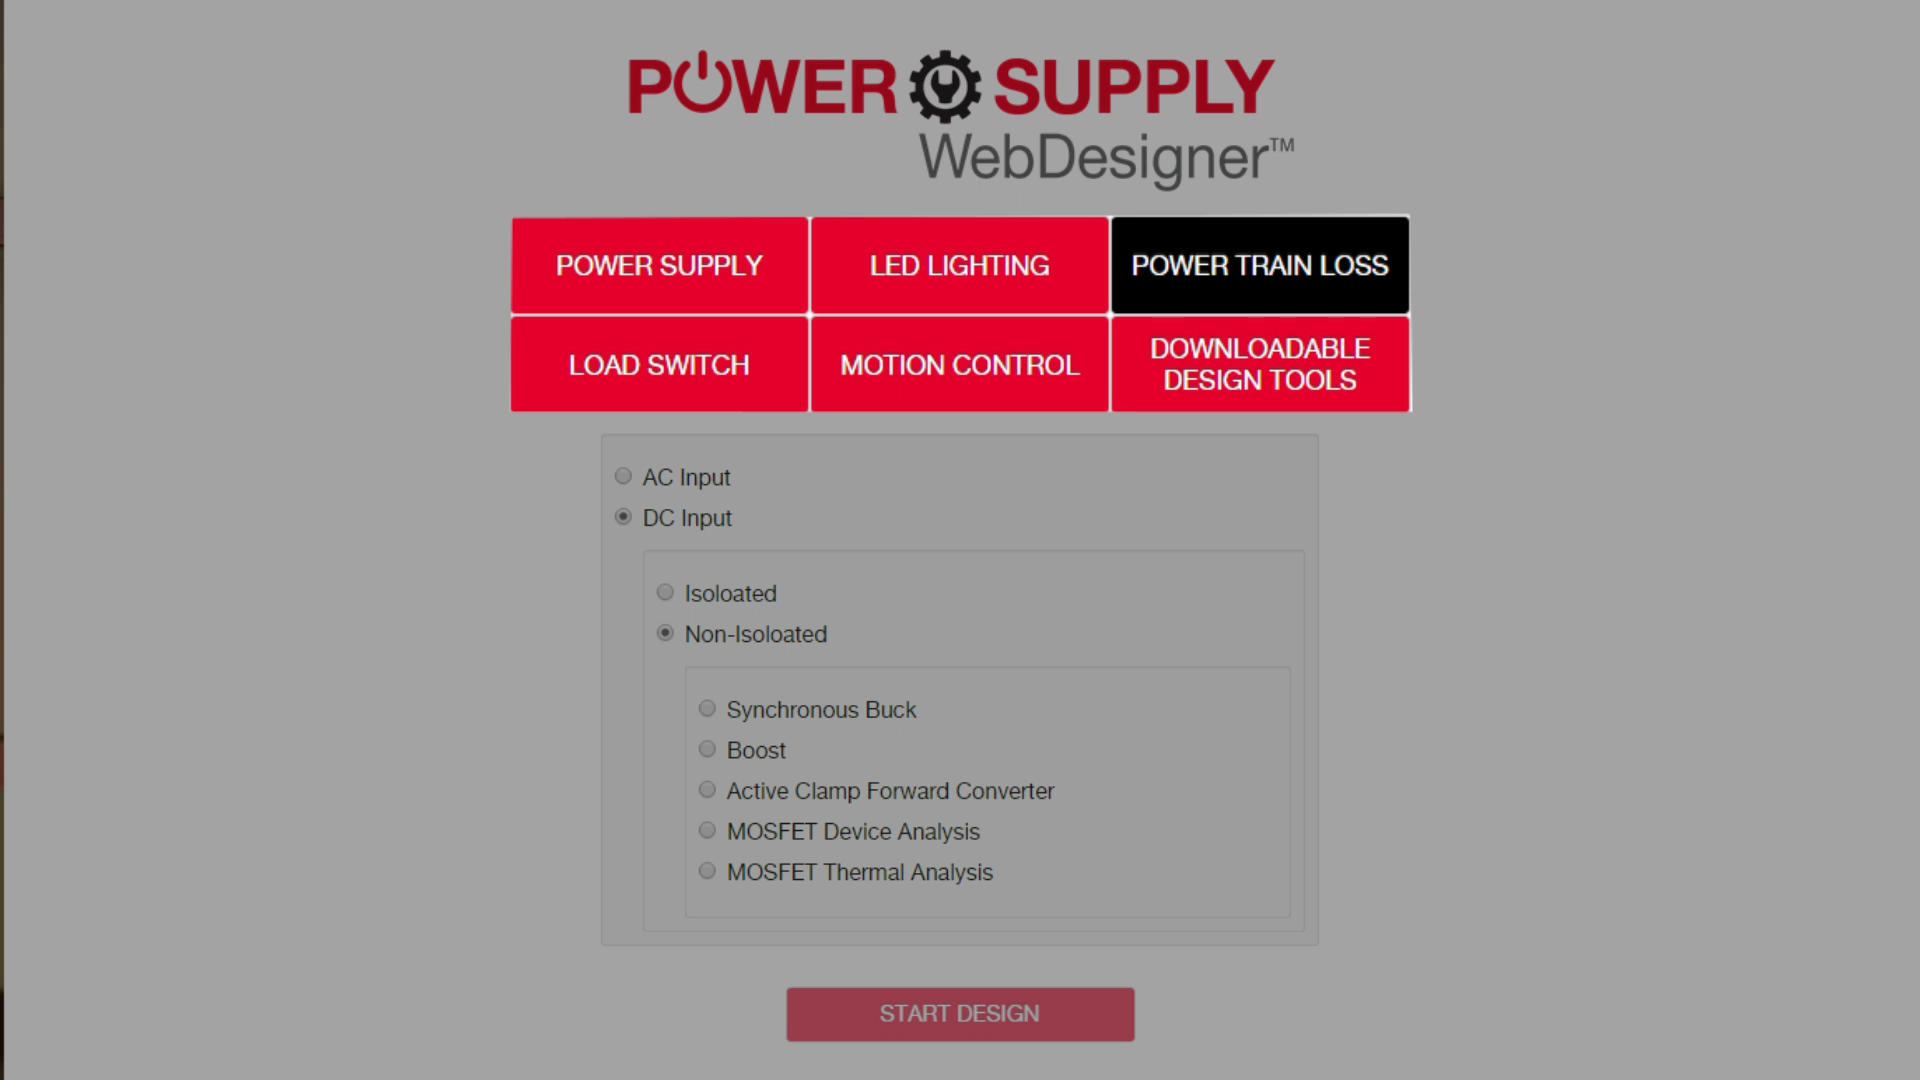 POWER SUPPLY
WebDesigner™
POWER SUPPLY
LED LIGHTING
POWER TRAIN LOSS
LOAD SWITCH
MOTION CONTROL
DOWNLOADABLE
DESIGN TOOLS
AC Input
DC Input
Isoloated
Non-Isoloated
Synchronous Buck
Boost
Active Clamp Forward Converter
MOSFET Device Analysis
MOSFET Thermal Analysis
START DESIGN